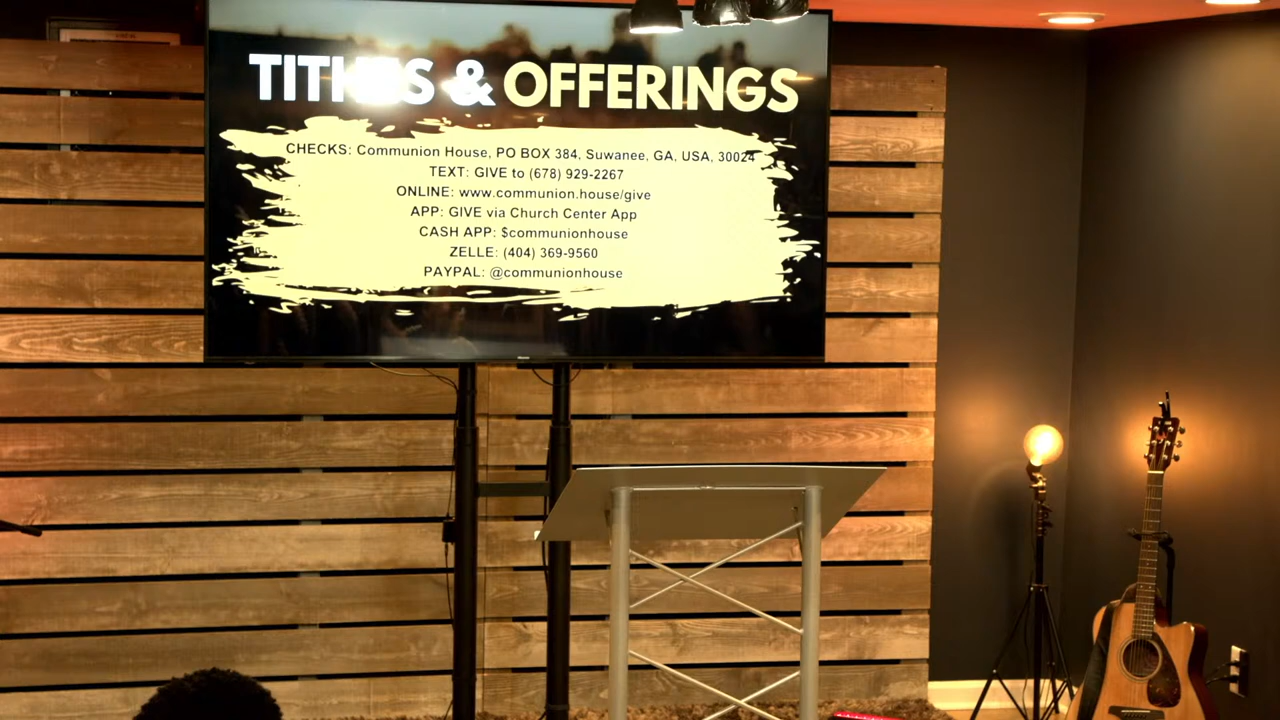 TITHES & OFFERINGS
CHECKS: Communion House, PO BOX 384, Suwanee, GA, USA, 30024
TEXT: GIVE to (678) 929-2267
ONLINE: www.communion.house/give
APP: GIVE via Church Center App
CASH APP: $communionhouse
ZELLE: (404) 369-9560
PAYPAL: @communionhouse